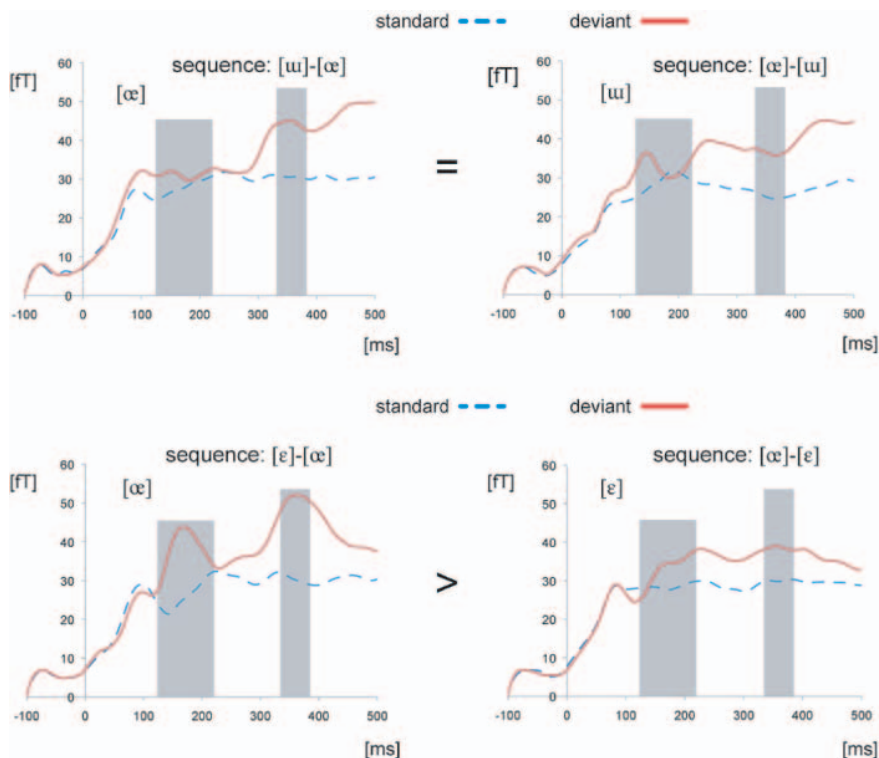 standard deviant
[fT] sequence: [ɯ]-[œ] sequence: [œ]-[ɯ]
[œ] [ɯ]
60 60
50 50
40 40
30 = 30
20 20
10 10
0 0
-100 0 100 200 300 400 500 -100 0 100 200 300 400 500
[ms] [ms]
standard deviant
sequence: [ɛ]-[œ] sequence: [œ]-[ɛ]
[fT] [œ] [fT] [ɛ]
60 60
50 50
40 40
30 > 30
20 20
10 10
0 0
-100 0 100 200 300 400 500 -100 0 100 200 300 400 500
[ms] [ms]